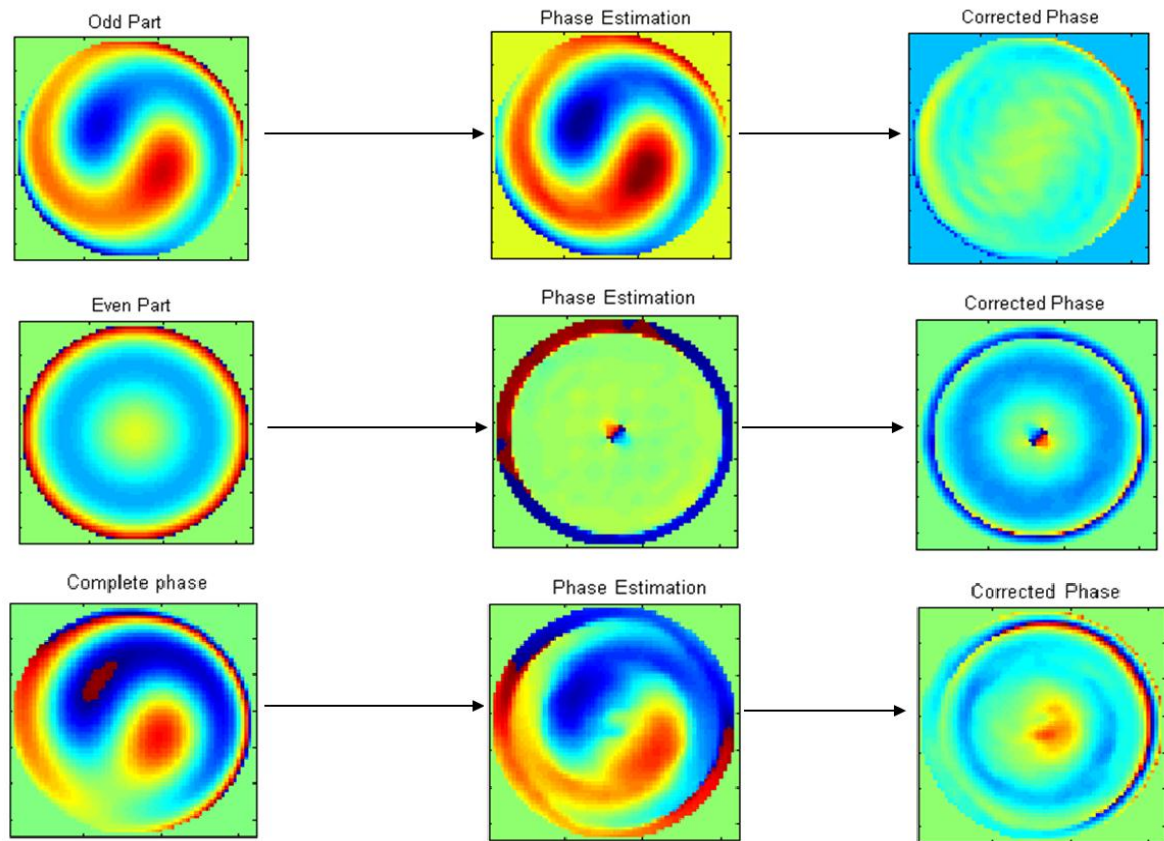 Odd Part
Phase Estimation
Corrected Phase
Even Part
Phase Estimation
Corrected Phase
Complete phase
Phase Estimation
Corrected Phase